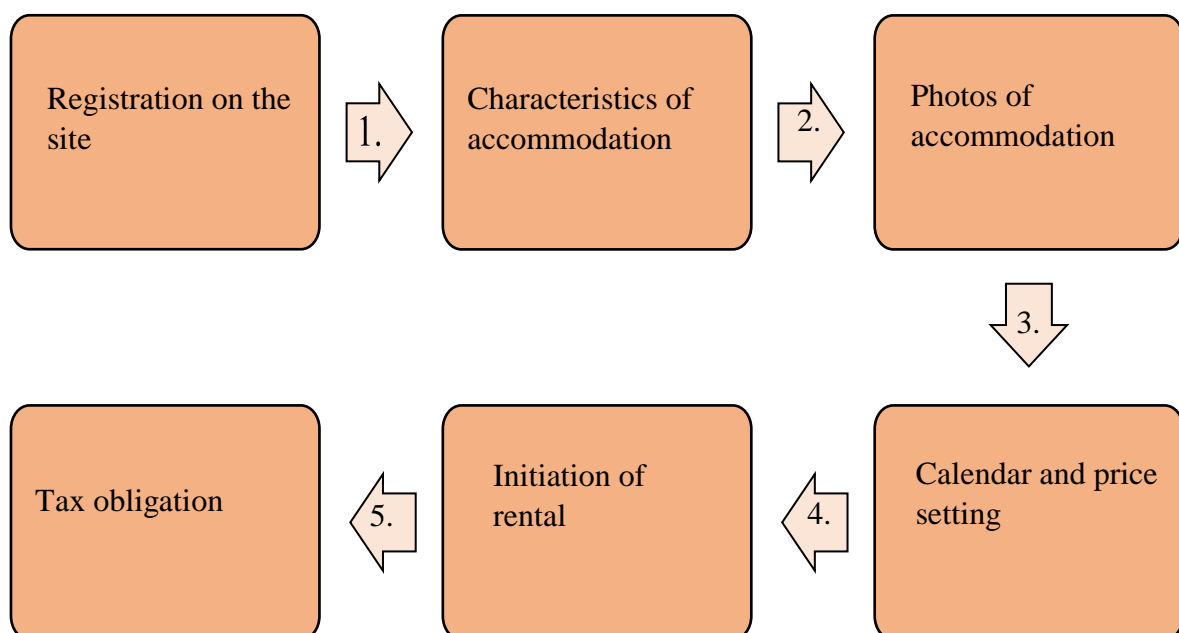 Registration on the
site
1.
Characteristics of
accommodation
2.
Photos of
accommodation
3.
Calendar and price
setting
4.
Initiation of
rental
5.
Tax obligation